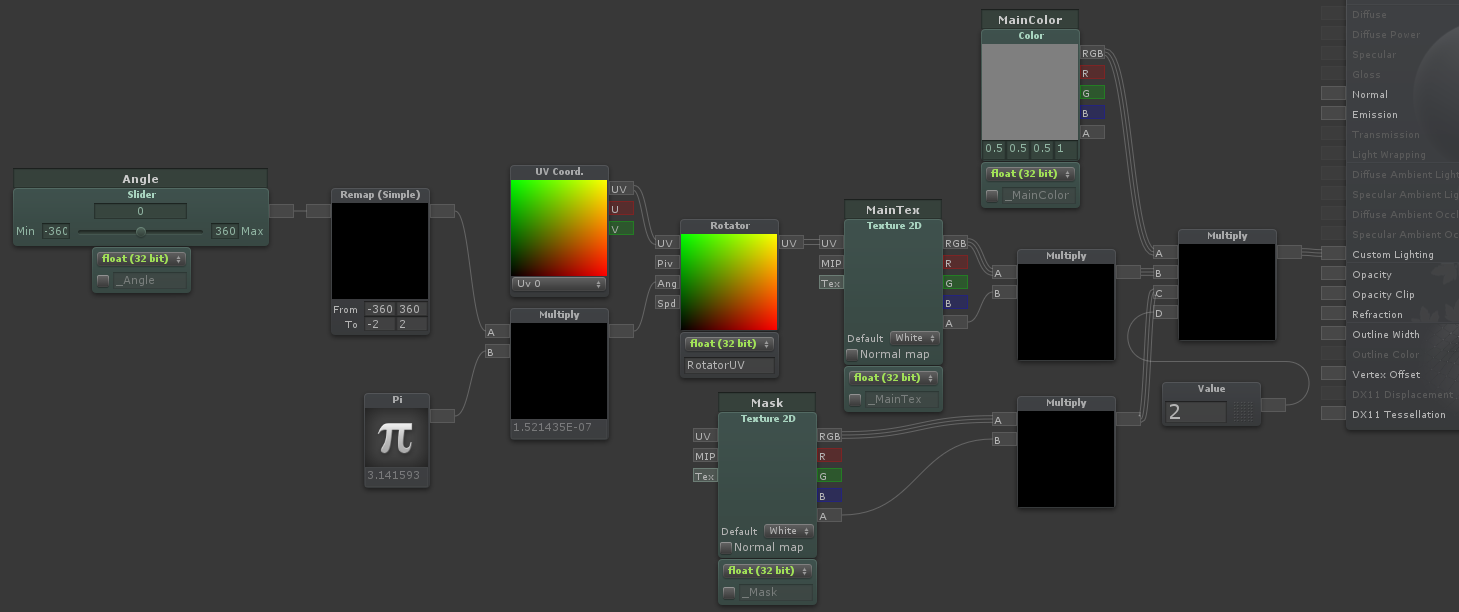 Angle
Slider
0
Min -360 360 Max
float (32 bit)
_Angle
Remap (Simple)
From -360 360
To -2 2
Pi
π
3.141593
UV Coord.
UV
U
V
Uv 0
Multiply
A
B
1.521435E-07
Rotator
UV UV
Piv
Ang
Spd
float (32 bit)
RotatorUV
MainTex
Texture 2D
UV RGB
MIP R
Tex G
B
A
Default White
Normal map
float (32 bit)
_MainTex
Mask
Texture 2D
UV RGB
MIP R
Tex G
B
A
Default White
Normal map
float (32 bit)
_Mask
MainColor
Color
RGB
R
G
B
A
0.5 0.5 0.5 1
float (32 bit)
_MainColor
Multiply
A
B
Multiply
A
B
Multiply
A
B
C
D
Value
2
Diffuse
Diffuse Power
Specular
Gloss
Normal
Emission
Transmission
Light Wrapping
Diffuse Ambient Light
Specular Ambient Lig
Diffuse Ambient Occl
Specular Ambient Oc
Custom Lighting
Opacity
Opacity Clip
Refraction
Outline Width
Outline Color
Vertex Offset
DX11 Displacement
DX11 Tessellation